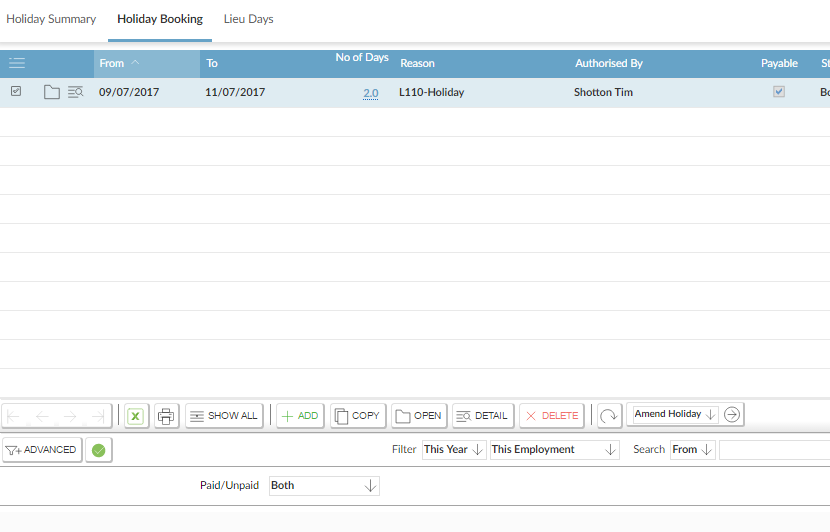 Holiday Summary Holiday Booking Lieu Days
From To No of Days Reason Authorised By Payable St
09/07/2017 11/07/2017 2.0 L110-Holiday Shotton Tim Bo
SHOW ALL ADD COPY OPEN DETAIL DELETE Amend Holiday
ADVANCED Filter This Year This Employment Search From
Paid/Unpaid Both